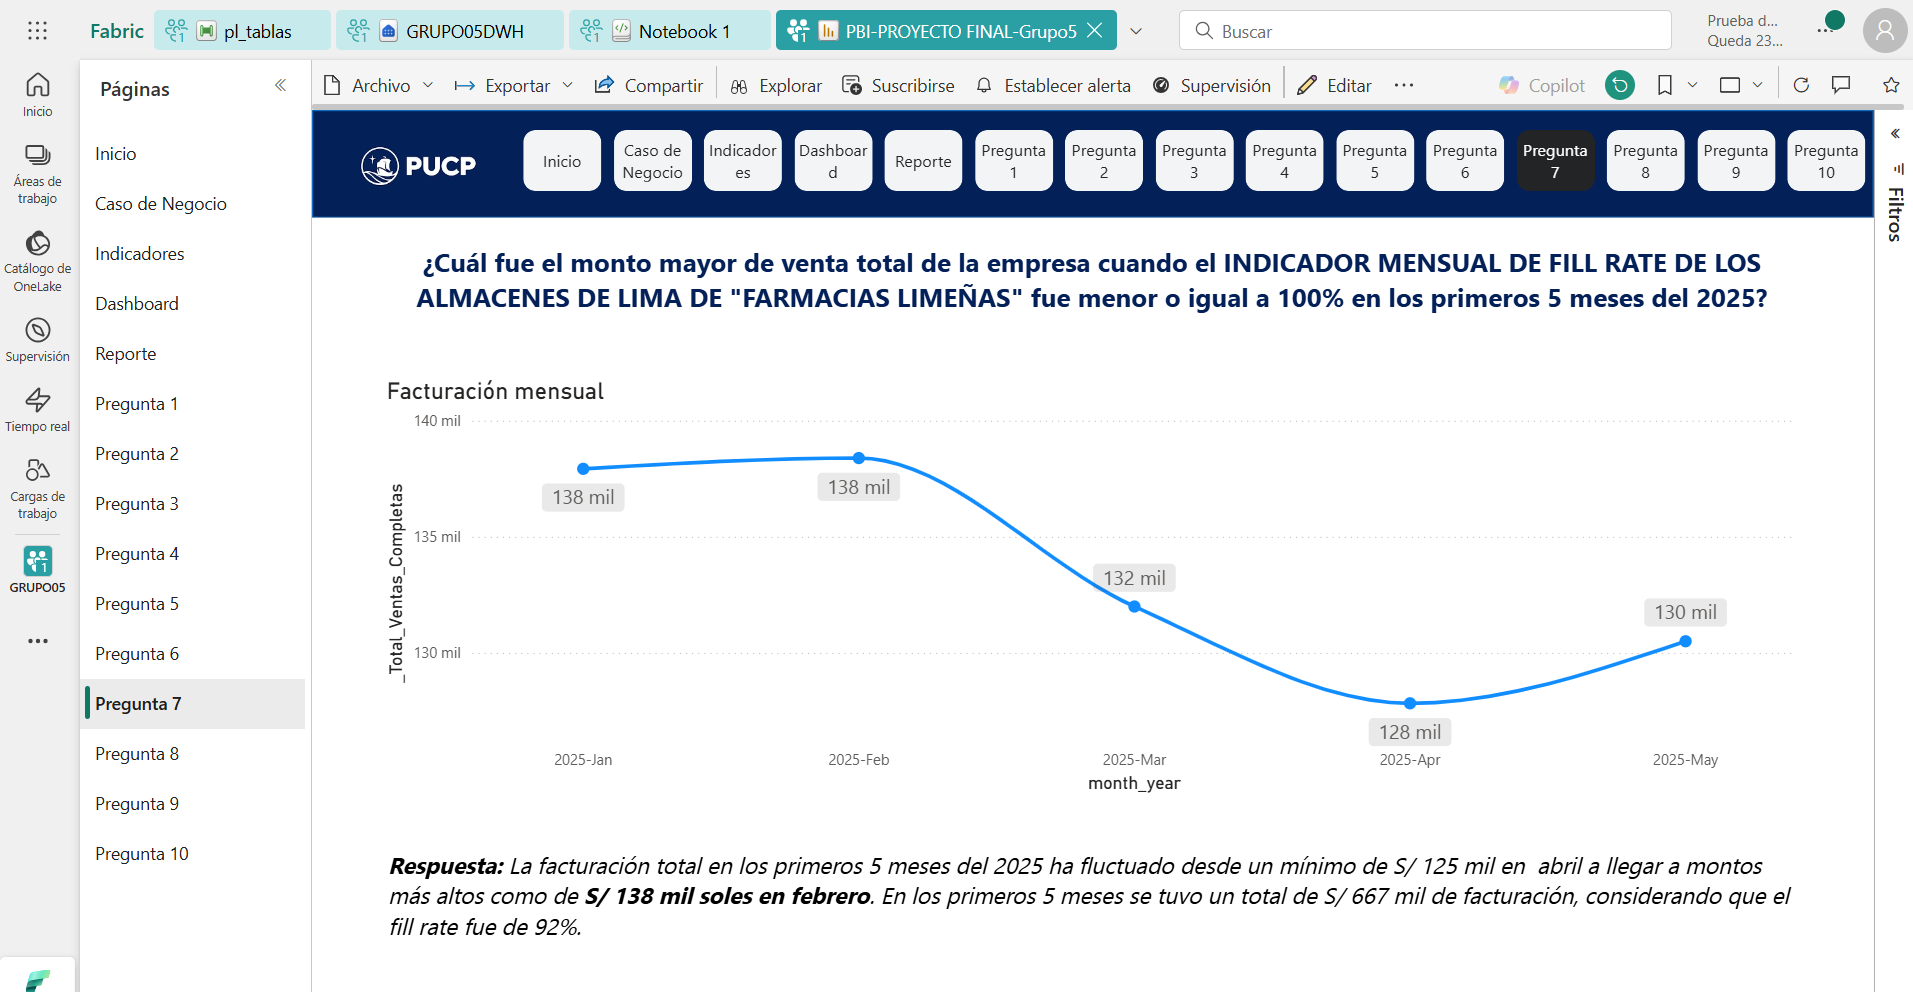 Fabric
pl_tablas
GRUPO05DWH
Notebook 1
PBI-PROYECTO FINAL-Grupo5
Buscar
Prueba d...
Queda 23...
Páginas
Archivo
Exportar
Compartir
Explorar
Suscribirse
Establecer alerta
Supervisión
Editar
Copilot
Inicio
Áreas de
trabajo
Catálogo de
OneLake
Supervisión
Tiempo real
Cargas de
trabajo
GRUPO05
Inicio
Caso de Negocio
Indicadores
Dashboard
Reporte
Pregunta 1
Pregunta 2
Pregunta 3
Pregunta 4
Pregunta 5
Pregunta 6
Pregunta 7
Pregunta 8
Pregunta 9
Pregunta 10
PUCP
Inicio
Caso de
Negocio
Indicador
es
Dashboar
d
Reporte
Pregunta
1
Pregunta
2
Pregunta
3
Pregunta
4
Pregunta
5
Pregunta
6
Pregunta
7
Pregunta
8
Pregunta
9
Pregunta
10
Filtros
¿Cuál fue el monto mayor de venta total de la empresa cuando el INDICADOR MENSUAL DE FILL RATE DE LOS
ALMACENES DE LIMA DE "FARMACIAS LIMEÑAS" fue menor o igual a 100% en los primeros 5 meses del 2025?
Facturación mensual
140 mil
135 mil
130 mil
_Total_Ventas_Completas
138 mil
138 mil
132 mil
128 mil
130 mil
2025-Jan
2025-Feb
2025-Mar
2025-Apr
2025-May
month_year
Respuesta: La facturación total en los primeros 5 meses del 2025 ha fluctuado desde un mínimo de S/ 125 mil en  abril a llegar a montos
más altos como de S/ 138 mil soles en febrero. En los primeros 5 meses se tuvo un total de S/ 667 mil de facturación, considerando que el
fill rate fue de 92%.